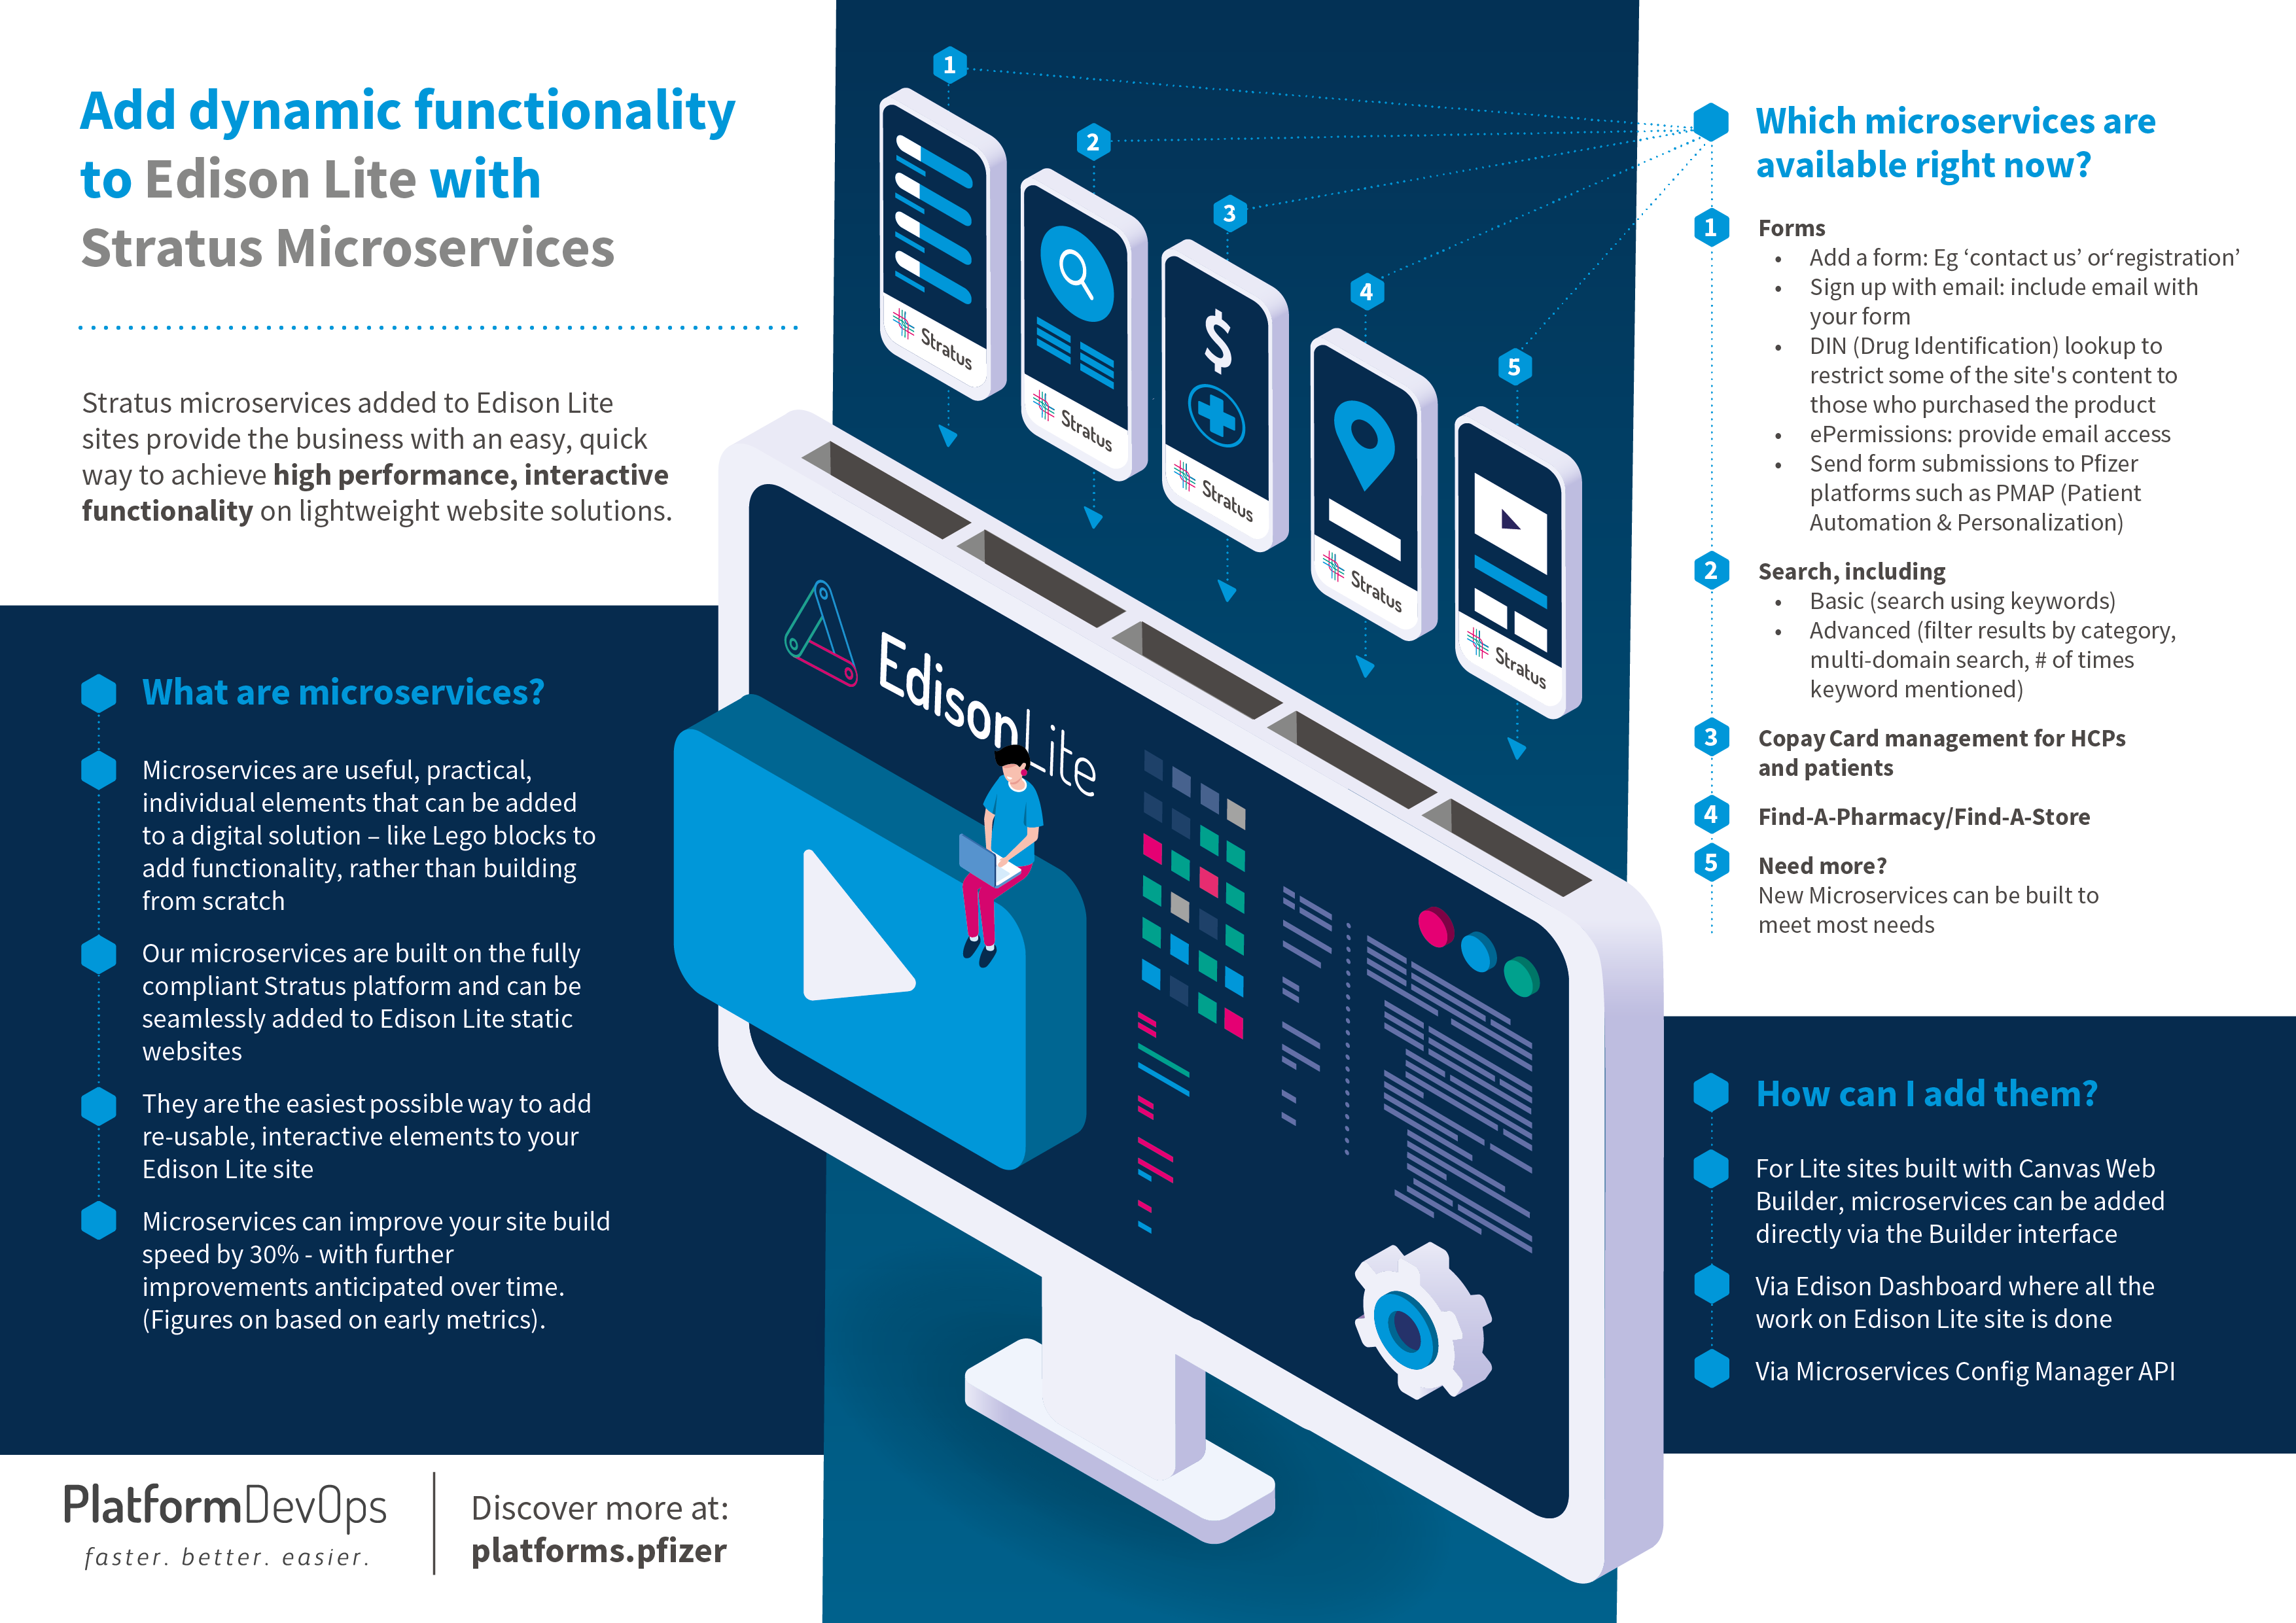 Add dynamic functionality
to Edison Lite with
Stratus Microservices
Stratus microservices added to Edison Lite
sites provide the business with an easy, quick
way to achieve high performance, interactive
functionality on lightweight website solutions.
What are microservices?
Microservices are useful, practical,
individual elements that can be added
to a digital solution – like Lego blocks to
add functionality, rather than building
from scratch
Our microservices are built on the fully
compliant Stratus platform and can be
seamlessly added to Edison Lite static
websites
They are the easiest possible way to add
re-usable, interactive elements to your
Edison Lite site
Microservices can improve your site build
speed by 30% - with further
improvements anticipated over time.
(Figures on based on early metrics).
PlatformDevOps
faster. better. easier.
Discover more at:
platforms.pfizer
1
2
3
4
5
$
Stratus
Stratus
Stratus
Stratus
Stratus
EdisonLite
Which microservices are
available right now?
1 Forms
• Add a form: Eg ‘contact us’ or‘registration’
• Sign up with email: include email with
your form
• DIN (Drug Identification) lookup to
restrict some of the site's content to
those who purchased the product
• ePermissions: provide email access
• Send form submissions to Pfizer
platforms such as PMAP (Patient
Automation & Personalization)
2 Search, including
• Basic (search using keywords)
• Advanced (filter results by category,
multi-domain search, # of times
keyword mentioned)
3 Copay Card management for HCPs
and patients
4 Find-A-Pharmacy/Find-A-Store
5 Need more?
New Microservices can be built to
meet most needs
How can I add them?
For Lite sites built with Canvas Web
Builder, microservices can be added
directly via the Builder interface
Via Edison Dashboard where all the
work on Edison Lite site is done
Via Microservices Config Manager API